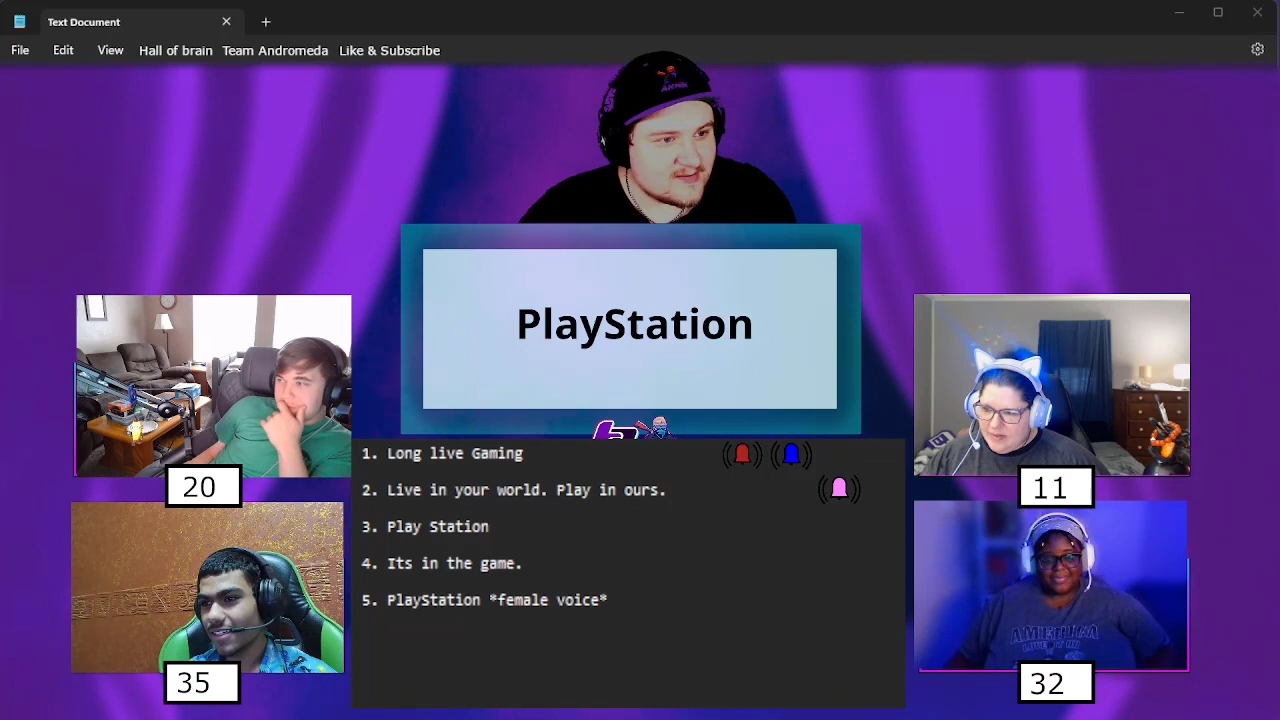 Text Document
File Edit View Hall of brain Team Andromeda Like & Subscribe
PlayStation
1. Long live Gaming
2. Live in your world. Play in ours.
3. Play Station
4. Its in the game.
5. PlayStation *female voice*
20
11
35
32
AMERICA